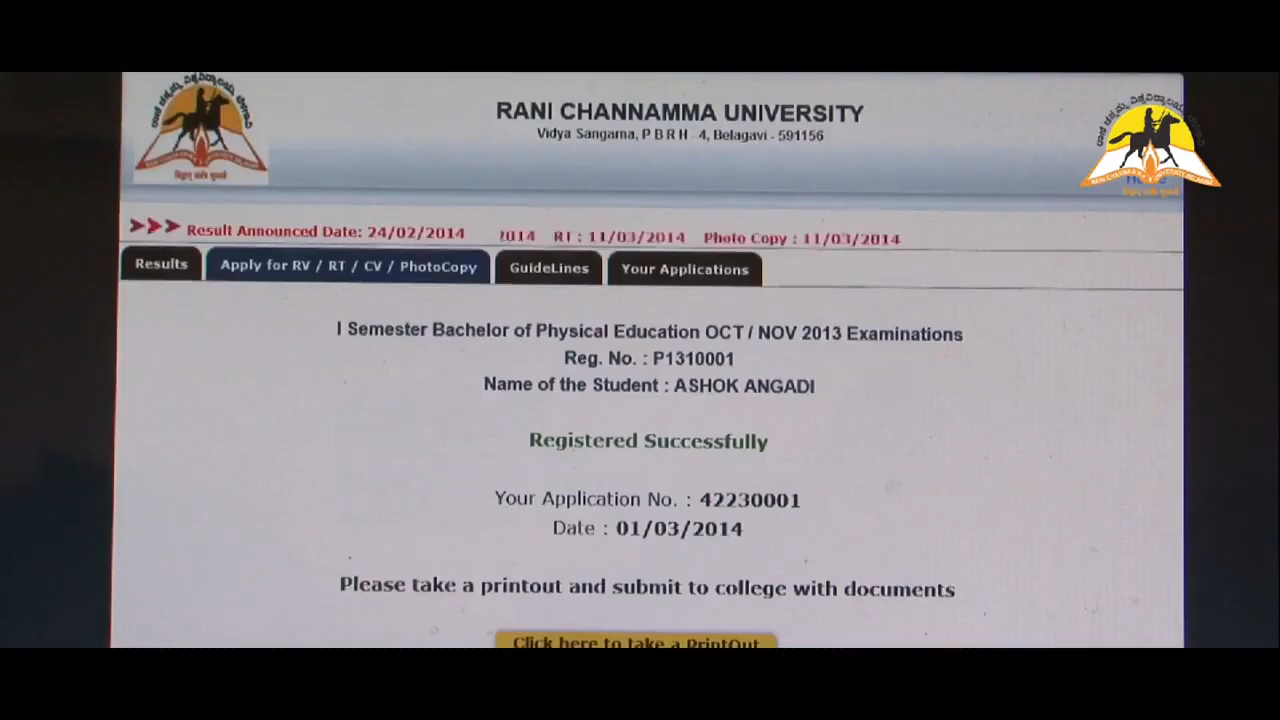 ರಾಣಿ ಚನ್ನಮ್ಮ ವಿಶ್ವವಿದ್ಯಾಲಯ
RANI CHANNAMMA UNIVERSITY
Vidya Sangama, P B R H - 4, Belagavi - 591156
Result Announced Date: 24/02/2014 2014 RT : 11/03/2014 Photo Copy : 11/03/2014
Results Apply for RV / RT / CV / PhotoCopy GuideLines Your Applications
I Semester Bachelor of Physical Education OCT / NOV 2013 Examinations
Reg. No. : P1310001
Name of the Student : ASHOK ANGADI
Registered Successfully
Your Application No. : 42230001
Date : 01/03/2014
Please take a printout and submit to college with documents
Click here to take a PrintOut